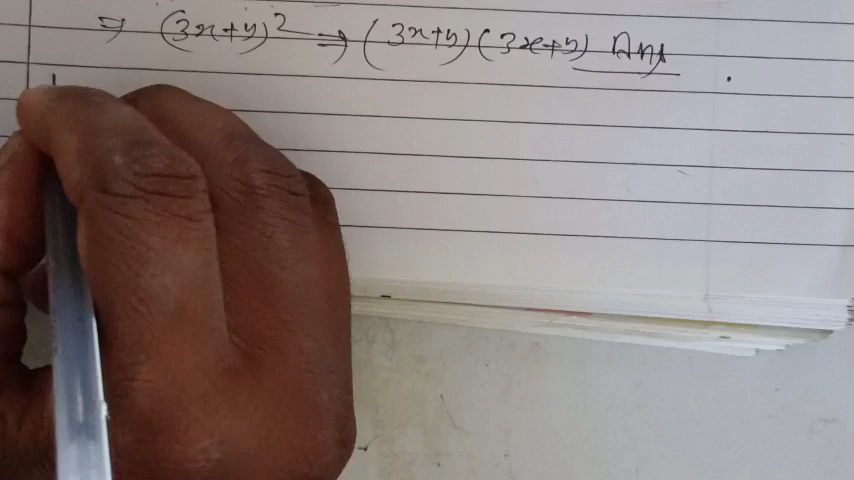 ⇒ (3x+y)² ⇒ (3x+y)(3x+y) Ans